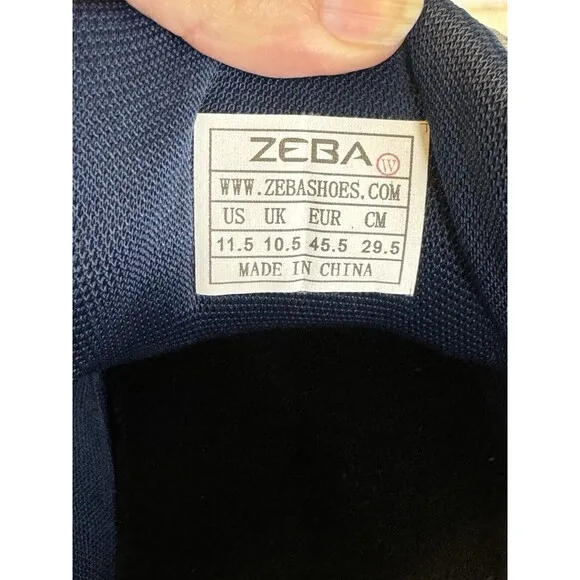 ZEBA W
WWW.ZEBASHOES.COM
US UK EUR CM
11.5 10.5 45.5 29.5
MADE IN CHINA